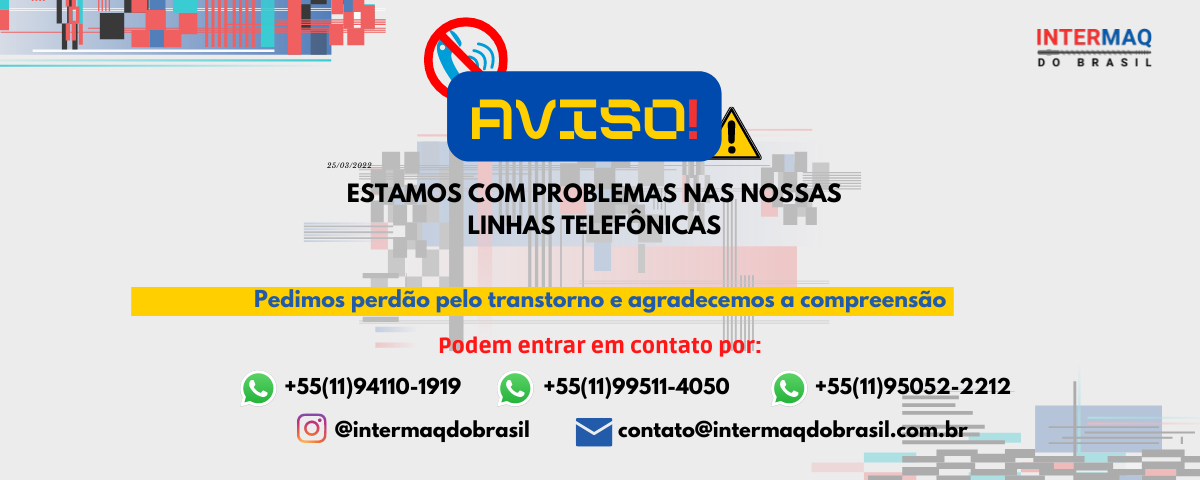 INTERMAQ
DO BRASIL
AVISO!
25/03/2022
ESTAMOS COM PROBLEMAS NAS NOSSAS
LINHAS TELEFÔNICAS
Pedimos perdão pelo transtorno e agradecemos a compreensão
Podem entrar em contato por:
+55(11)94110-1919 +55(11)99511-4050 +55(11)95052-2212
@intermaqdobrasil contato@intermaqdobrasil.com.br